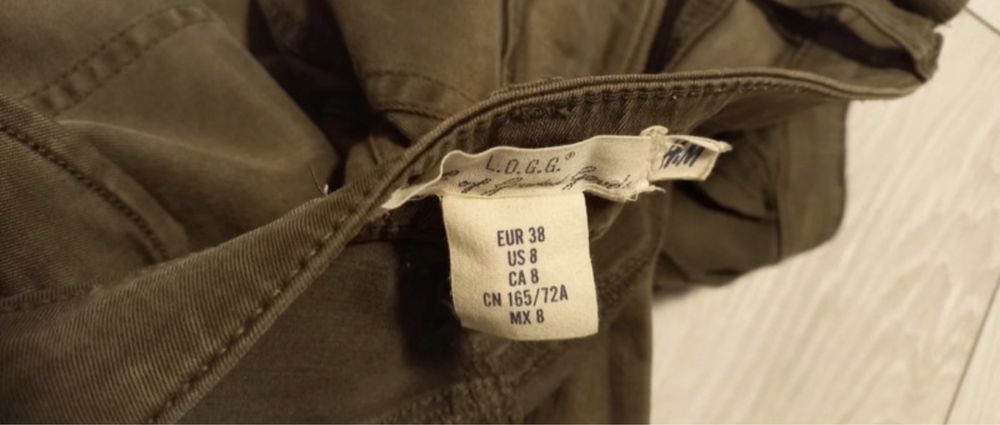 L.O.G.G.®
H&M
EUR 38
US 8
CA 8
CN 165/72A
MX 8